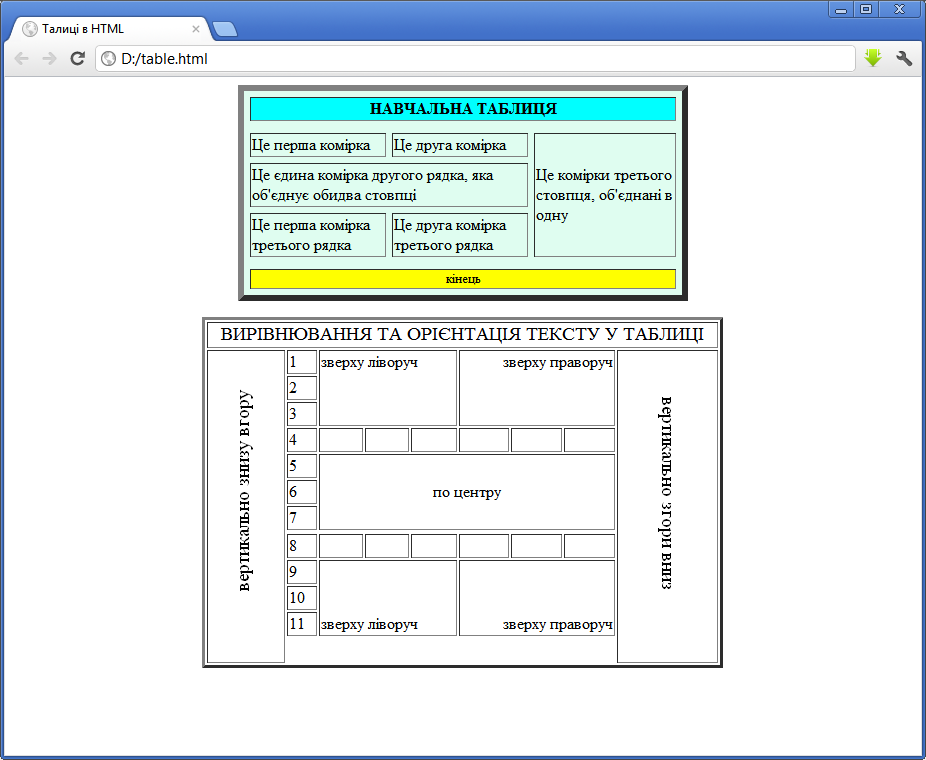 Талиці в HTML
D:/table.html
НАВЧАЛЬНА ТАБЛИЦЯ
Це перша комірка
Це друга комірка
Це комірки третього
стовпця, об'єднані в
одну
Це єдина комірка другого рядка, яка
об'єднує обидва стовпці
Це перша комірка
третього рядка
Це друга комірка
третього рядка
кінець
ВИРІВНЮВАННЯ ТА ОРІЄНТАЦІЯ ТЕКСТУ У ТАБЛИЦІ
вертикально знизу вгору
1
зверху ліворуч
зверху праворуч
вертикально згори вниз
2
3
4
5
6
по центру
7
8
9
10
11
зверху ліворуч
зверху праворуч